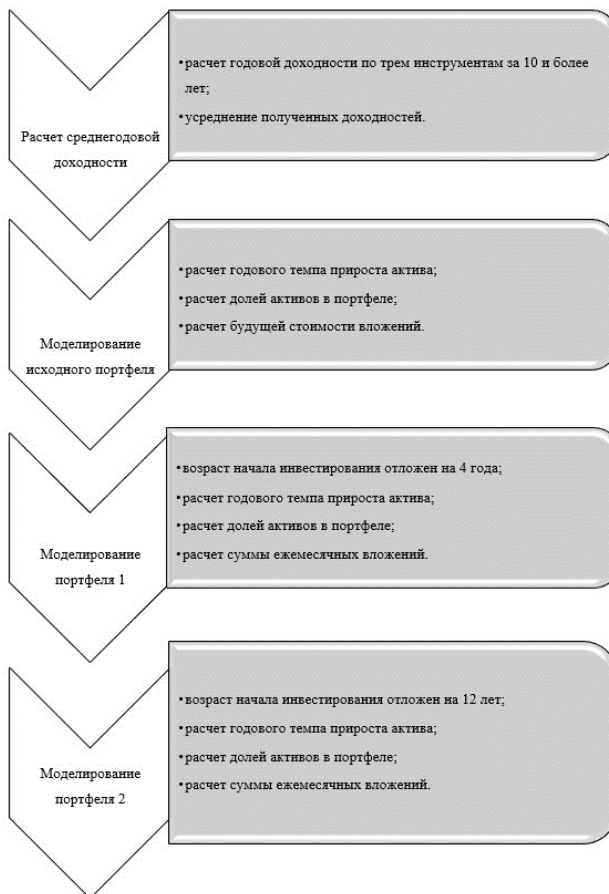 Расчет среднегодовой
доходности
•расчет годовой доходности по трем инструментам за 10 и более
лет;
•усреднение полученных доходностей.
Моделирование
исходного портфеля
•расчет годового темпа прироста актива;
•расчет долей активов в портфеле;
•расчет будущей стоимости вложений.
Моделирование
портфеля 1
•возраст начала инвестирования отложен на 4 года;
•расчет годового темпа прироста актива;
•расчет долей активов в портфеле;
•расчет суммы ежемесячных вложений.
Моделирование
портфеля 2
•возраст начала инвестирования отложен на 12 лет;
•расчет годового темпа прироста актива;
•расчет долей активов в портфеле;
•расчет суммы ежемесячных вложений.